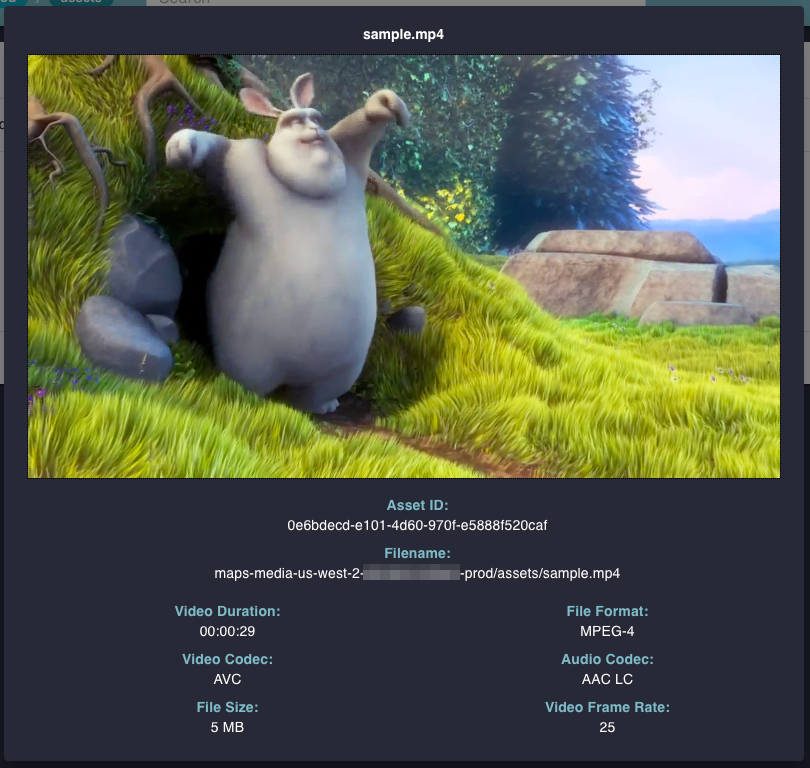 / assets Search
sample.mp4
Asset ID:
0e6bdecd-e101-4d60-970f-e5888f520caf
Filename:
maps-media-us-west-2- -prod/assets/sample.mp4
Video Duration: File Format:
00:00:29 MPEG-4
Video Codec: Audio Codec:
AVC AAC LC
File Size: Video Frame Rate:
5 MB 25